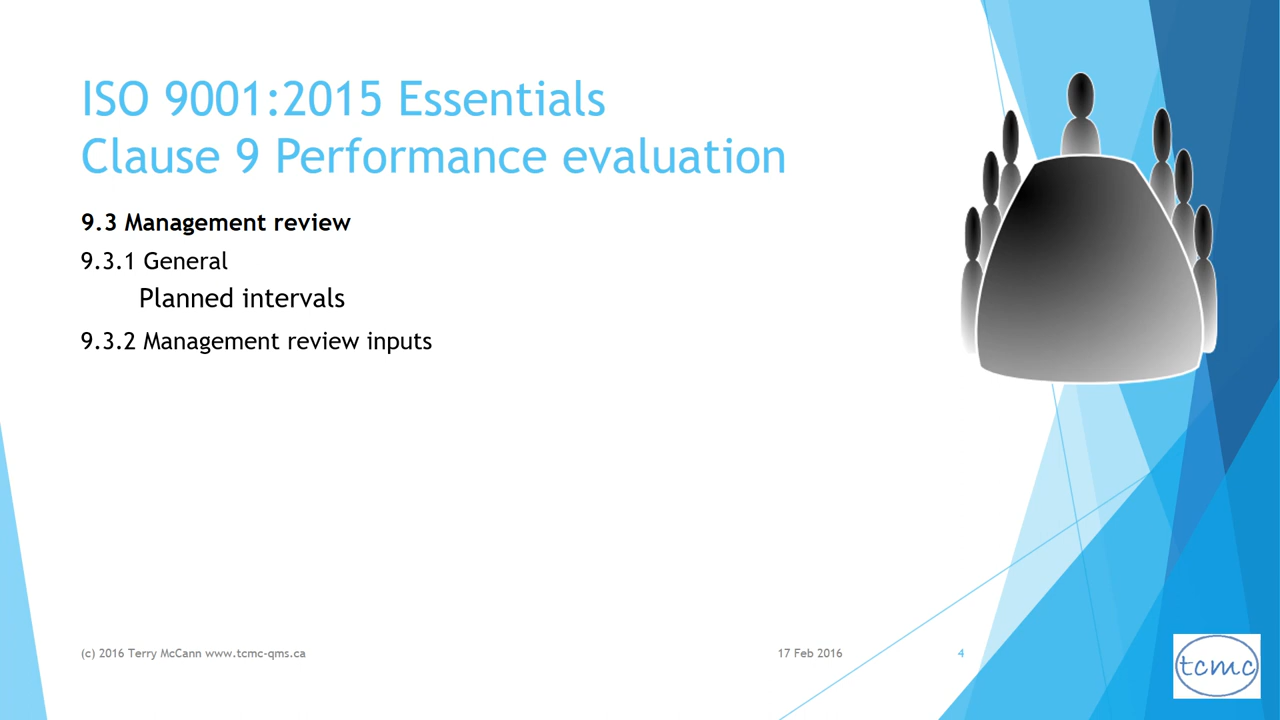 ISO 9001:2015 Essentials
Clause 9 Performance evaluation
9.3 Management review
9.3.1 General
Planned intervals
9.3.2 Management review inputs
(c) 2016 Terry McCann www.tcmc-qms.ca
17 Feb 2016
4
tcmc